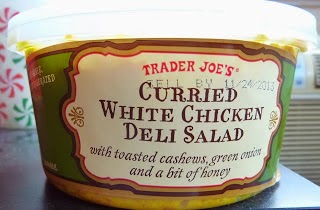 TRADER JOE'S®
SELL BY 11/24/2013
CURRIED
WHITE CHICKEN
DELI SALAD
with toasted cashews, green onion
and a bit of honey